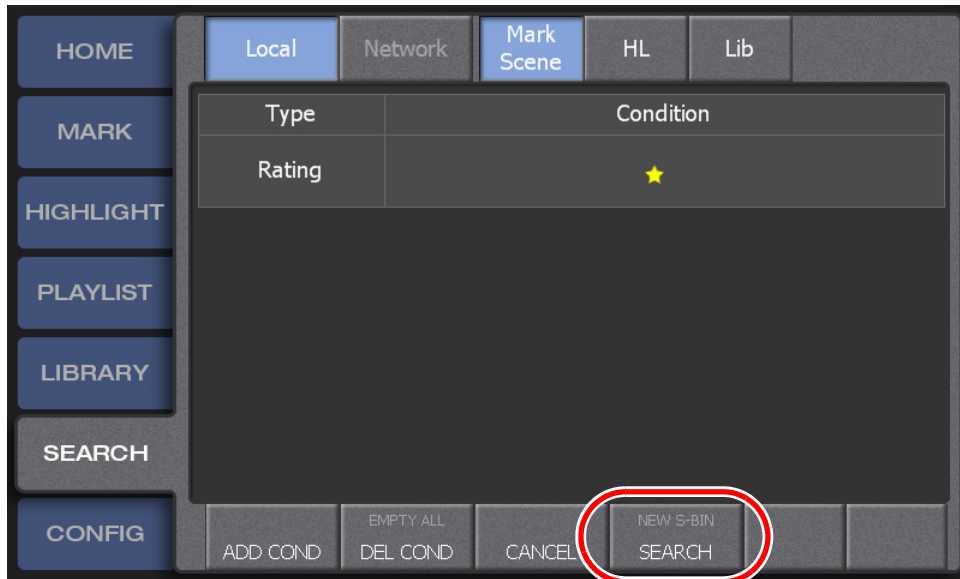 HOME
Local
Network
Mark
Scene
HL
Lib
MARK
Type
Condition
Rating
HIGHLIGHT
PLAYLIST
LIBRARY
SEARCH
CONFIG
EMPTY ALL
NEW S-BIN
ADD COND
DEL COND
CANCEL
SEARCH